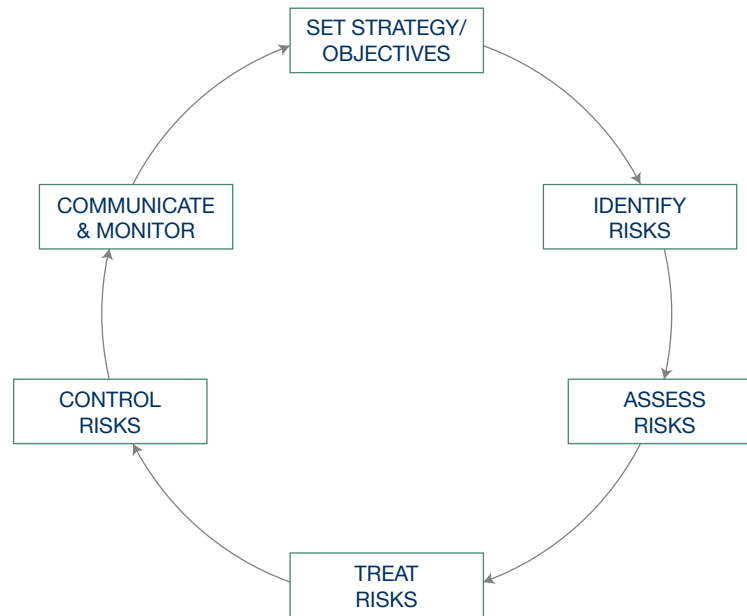 SET STRATEGY/
OBJECTIVES
IDENTIFY
RISKS
ASSESS
RISKS
TREAT
RISKS
CONTROL
RISKS
COMMUNICATE
& MONITOR